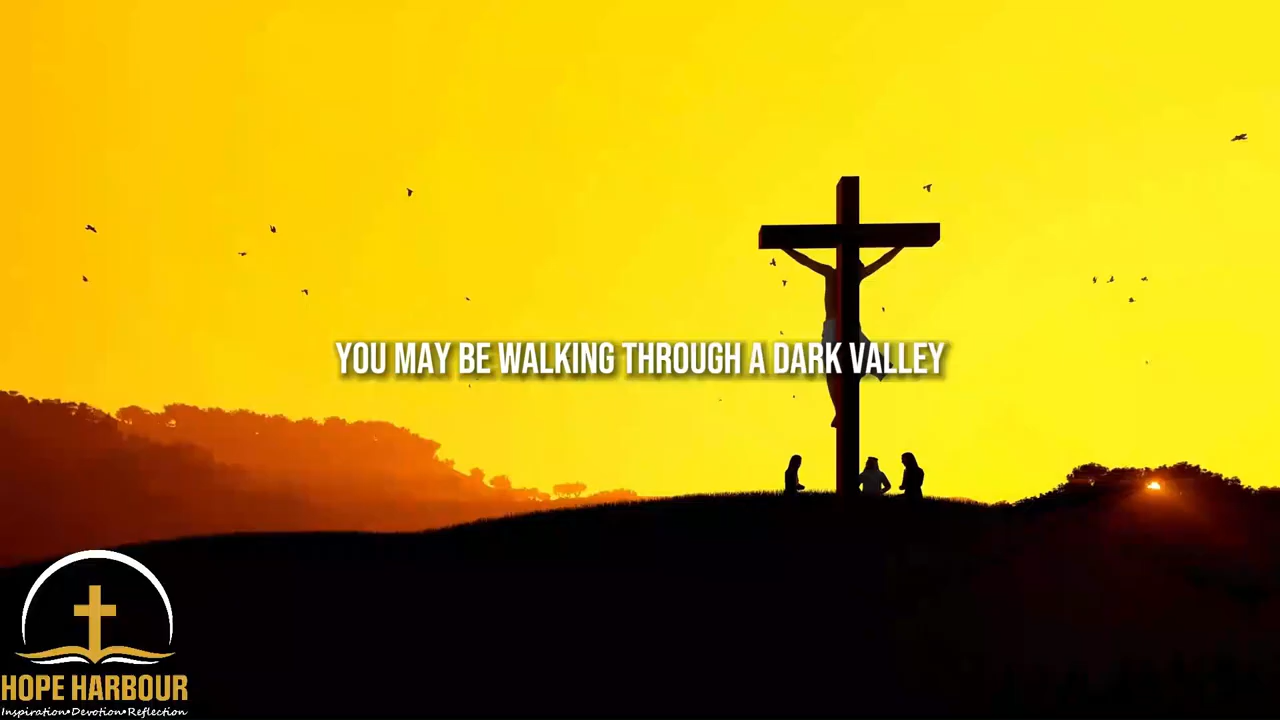 YOU MAY BE WALKING THROUGH A DARK VALLEY
HOPE HARBOUR
Inspiration•Devotion•Reflection